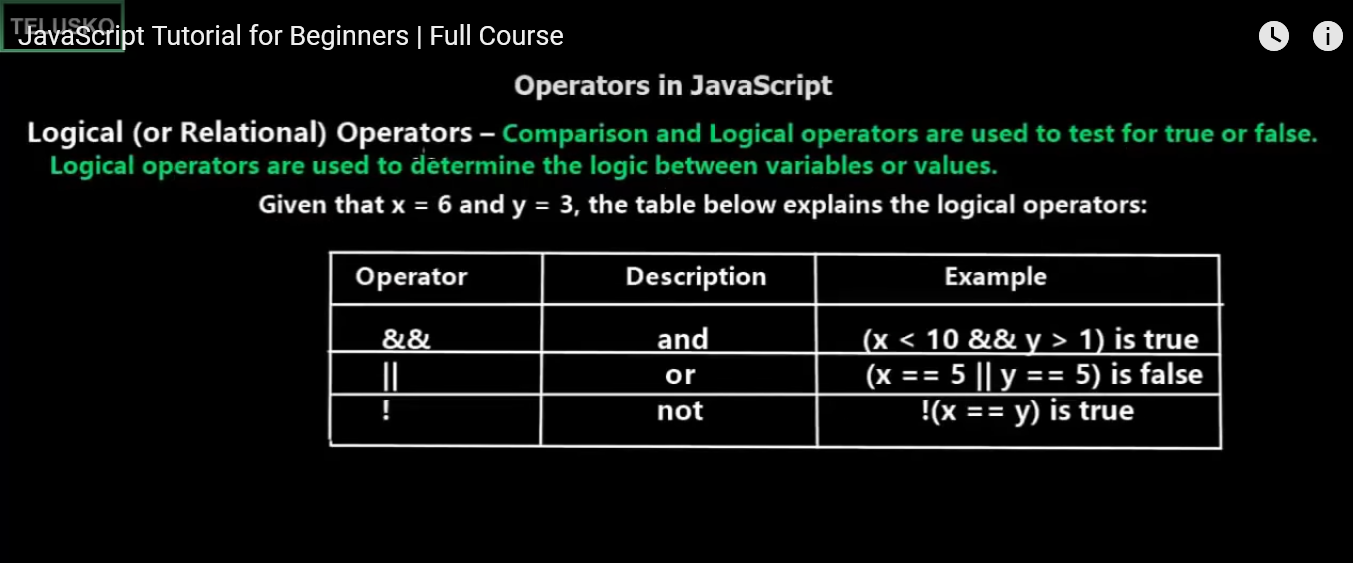 TELUSKO
JavaScript Tutorial for Beginners | Full Course
Operators in JavaScript
Logical (or Relational) Operators – Comparison and Logical operators are used to test for true or false.
Logical operators are used to determine the logic between variables or values.
Given that x = 6 and y = 3, the table below explains the logical operators:
Operator Description Example
&& and (x < 10 && y > 1) is true
|| or (x == 5 || y == 5) is false
! not !(x == y) is true